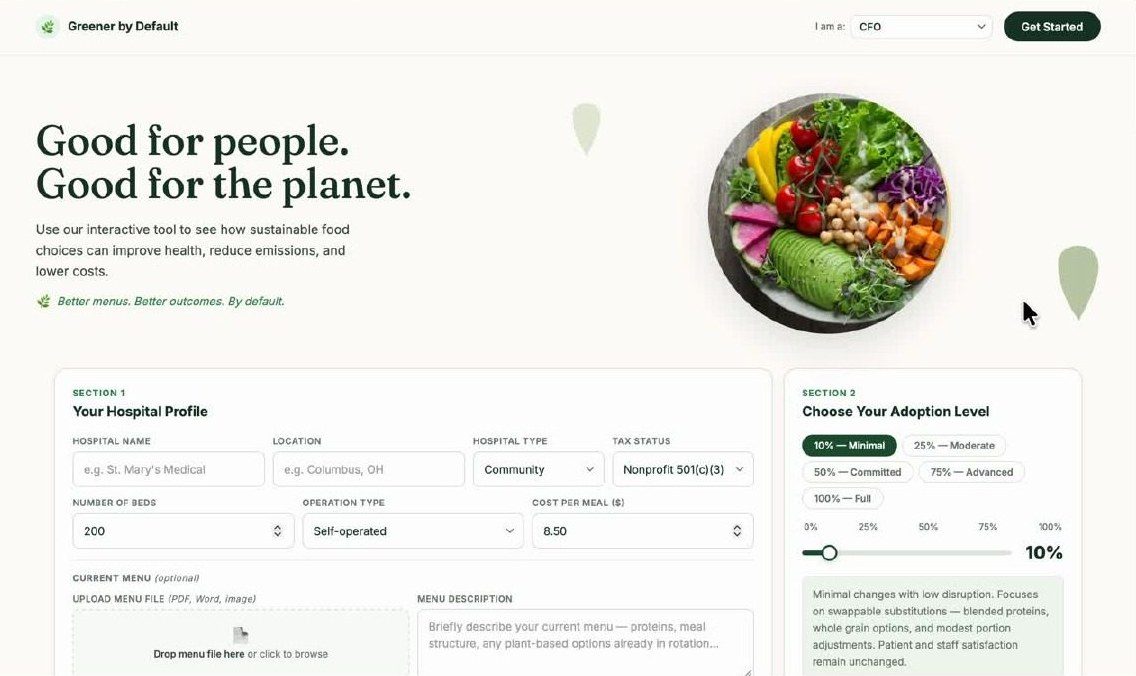 Greener by Default
I am a: CFO
Get Started
Good for people.
Good for the planet.
Use our interactive tool to see how sustainable food
choices can improve health, reduce emissions, and
lower costs.
Better menus. Better outcomes. By default.
SECTION 1
Your Hospital Profile
HOSPITAL NAME
e.g. St. Mary's Medical
LOCATION
e.g. Columbus, OH
HOSPITAL TYPE
Community
TAX STATUS
Nonprofit 501(c)(3)
NUMBER OF BEDS
200
OPERATION TYPE
Self-operated
COST PER MEAL ($)
8.50
CURRENT MENU (optional)
UPLOAD MENU FILE (PDF, Word, image)
Drop menu file here or click to browse
MENU DESCRIPTION
Briefly describe your current menu — proteins, meal
structure, any plant-based options already in rotation...
SECTION 2
Choose Your Adoption Level
10% — Minimal
25% — Moderate
50% — Committed
75% — Advanced
100% — Full
0% 25% 50% 75% 100%
10%
Minimal changes with low disruption. Focuses
on swappable substitutions — blended proteins,
whole grain options, and modest portion
adjustments. Patient and staff satisfaction
remain unchanged.